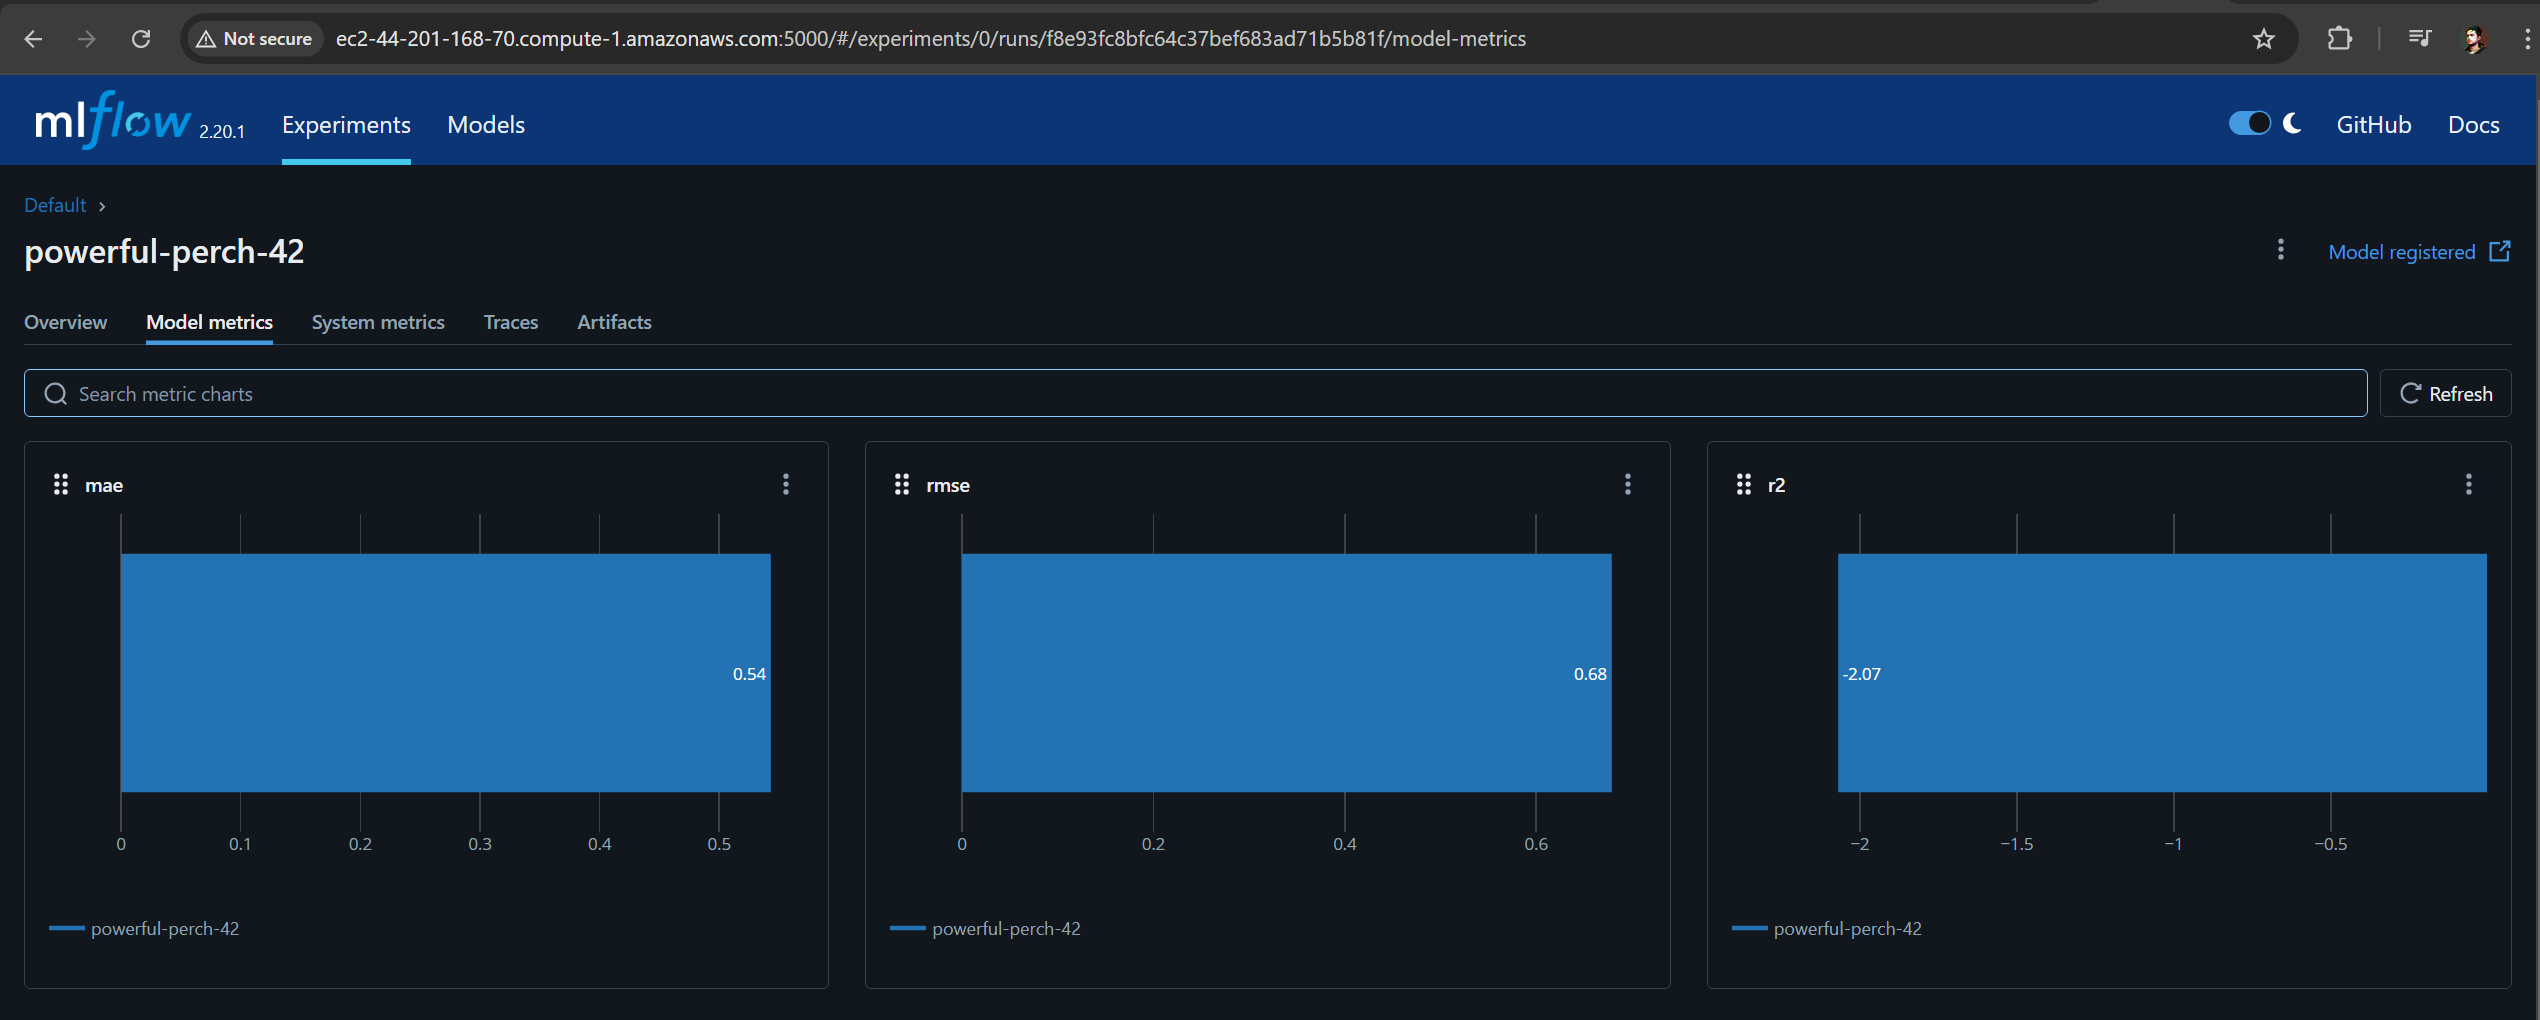 Not secure ec2-44-201-168-70.compute-1.amazonaws.com:5000/#/experiments/0/runs/f8e93fc8bfc64c37bef683ad71b5b81f/model-metrics
mlflow 2.20.1 Experiments Models GitHub Docs
Default
powerful-perch-42 Model registered
Overview Model metrics System metrics Traces Artifacts
Search metric charts Refresh
mae
0.54
0 0.1 0.2 0.3 0.4 0.5
powerful-perch-42
rmse
0.68
0 0.2 0.4 0.6
powerful-perch-42
r2
-2.07
−2 −1.5 −1 −0.5
powerful-perch-42